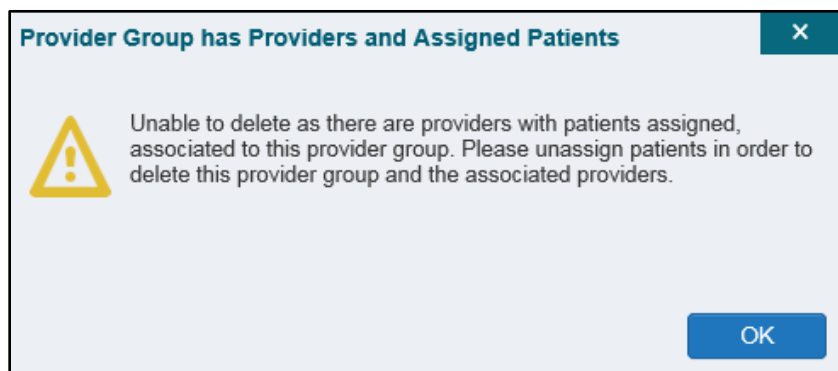 Provider Group has Providers and Assigned Patients
Unable to delete as there are providers with patients assigned,
associated to this provider group. Please unassign patients in order to
delete this provider group and the associated providers.
OK